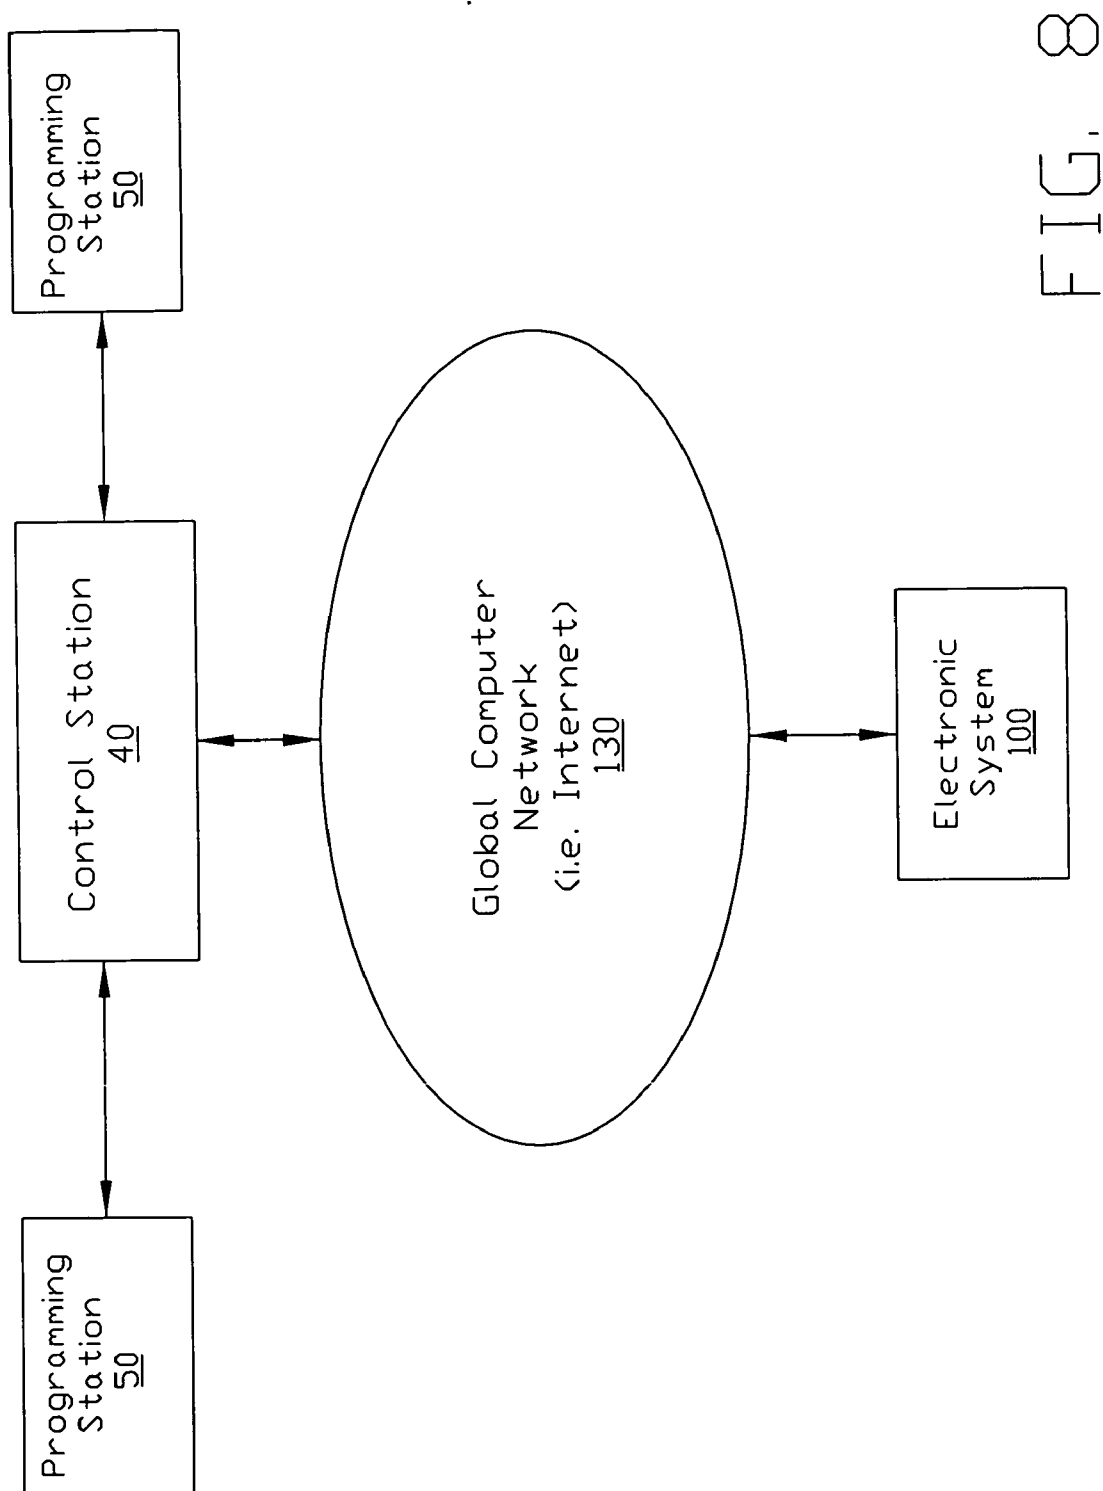 Programming
Station
50
Control Station
40
Programming
Station
50
Global Computer
Network
(i.e. Internet)
130
Electronic
System
100
FIG. 8